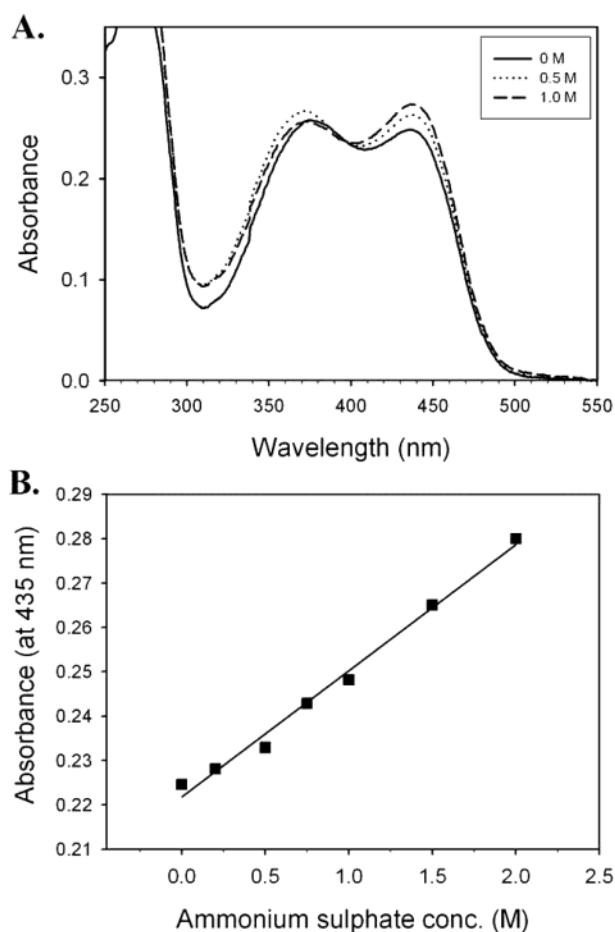 A.
Absorbance
0.3
0.2
0.1
0.0
0 M
0.5 M
1.0 M
250 300 350 400 450 500 550
Wavelength (nm)
B.
Absorbance (at 435 nm)
0.29
0.28
0.27
0.26
0.25
0.24
0.23
0.22
0.21
0.0 0.5 1.0 1.5 2.0 2.5
Ammonium sulphate conc. (M)